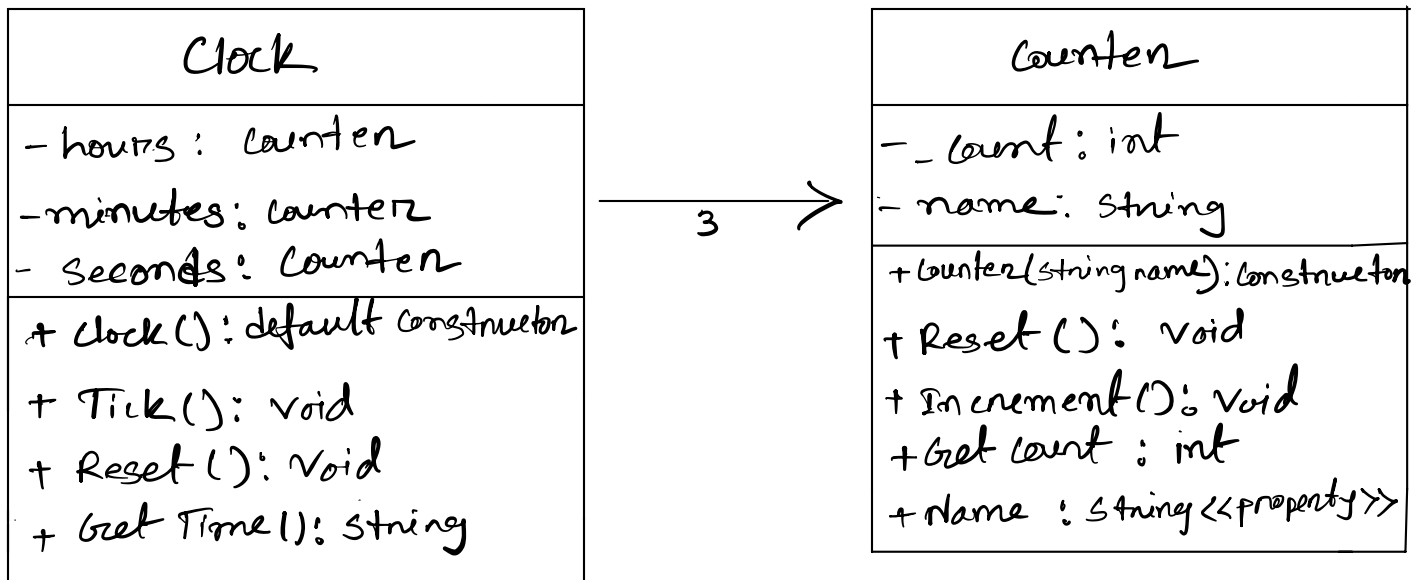 Clock
- hours: Counter
- minutes: Counter
- Seconds: Counter
+ Clock(): default Constructor
+ Tick(): void
+ Reset(): Void
+ Get Time(): String
3
Counter
- _Count: int
- name: String
+ Counter(string name): Constructor
+ Reset(): Void
+ Increment(): Void
+ Get Count : int
+ Name : String <<property>>